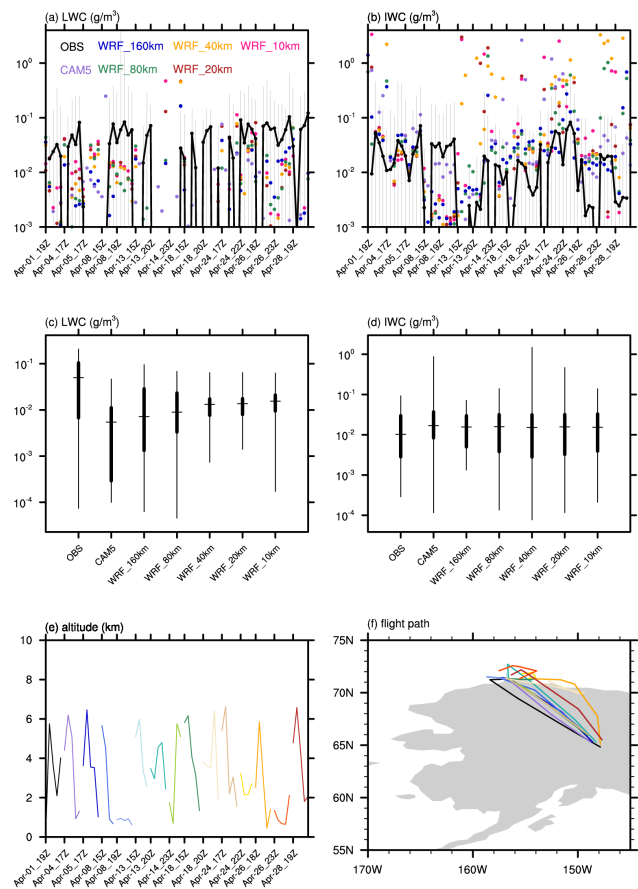 (a) LWC (g/m³)
OBS WRF_160km WRF_40km WRF_10km
CAM5 WRF_80km WRF_20km
10⁰
10⁻¹
10⁻²
10⁻³
Apr-01_19Z Apr-04_17Z Apr-05_17Z Apr-08_15Z Apr-08_19Z Apr-13_15Z Apr-13_20Z Apr-14_23Z Apr-18_15Z Apr-18_20Z Apr-24_17Z Apr-24_22Z Apr-26_18Z Apr-26_23Z Apr-28_19Z
(b) IWC (g/m³)
10⁰
10⁻¹
10⁻²
10⁻³
Apr-01_19Z Apr-04_17Z Apr-05_17Z Apr-08_15Z Apr-08_19Z Apr-13_15Z Apr-13_20Z Apr-14_23Z Apr-18_15Z Apr-18_20Z Apr-24_17Z Apr-24_22Z Apr-26_18Z Apr-26_23Z Apr-28_19Z
(c) LWC (g/m³)
10⁻¹
10⁻²
10⁻³
10⁻⁴
OBS CAM5 WRF_160km WRF_80km WRF_40km WRF_20km WRF_10km
(d) IWC (g/m³)
10⁰
10⁻¹
10⁻²
10⁻³
10⁻⁴
OBS CAM5 WRF_160km WRF_80km WRF_40km WRF_20km WRF_10km
(e) altitude (km)
10
8
6
4
2
0
Apr-01_19Z Apr-04_17Z Apr-05_17Z Apr-08_15Z Apr-08_19Z Apr-13_15Z Apr-13_20Z Apr-14_23Z Apr-18_15Z Apr-18_20Z Apr-24_17Z Apr-24_22Z Apr-26_18Z Apr-26_23Z Apr-28_19Z
(f) flight path
75N
70N
65N
60N
55N
170W 160W 150W